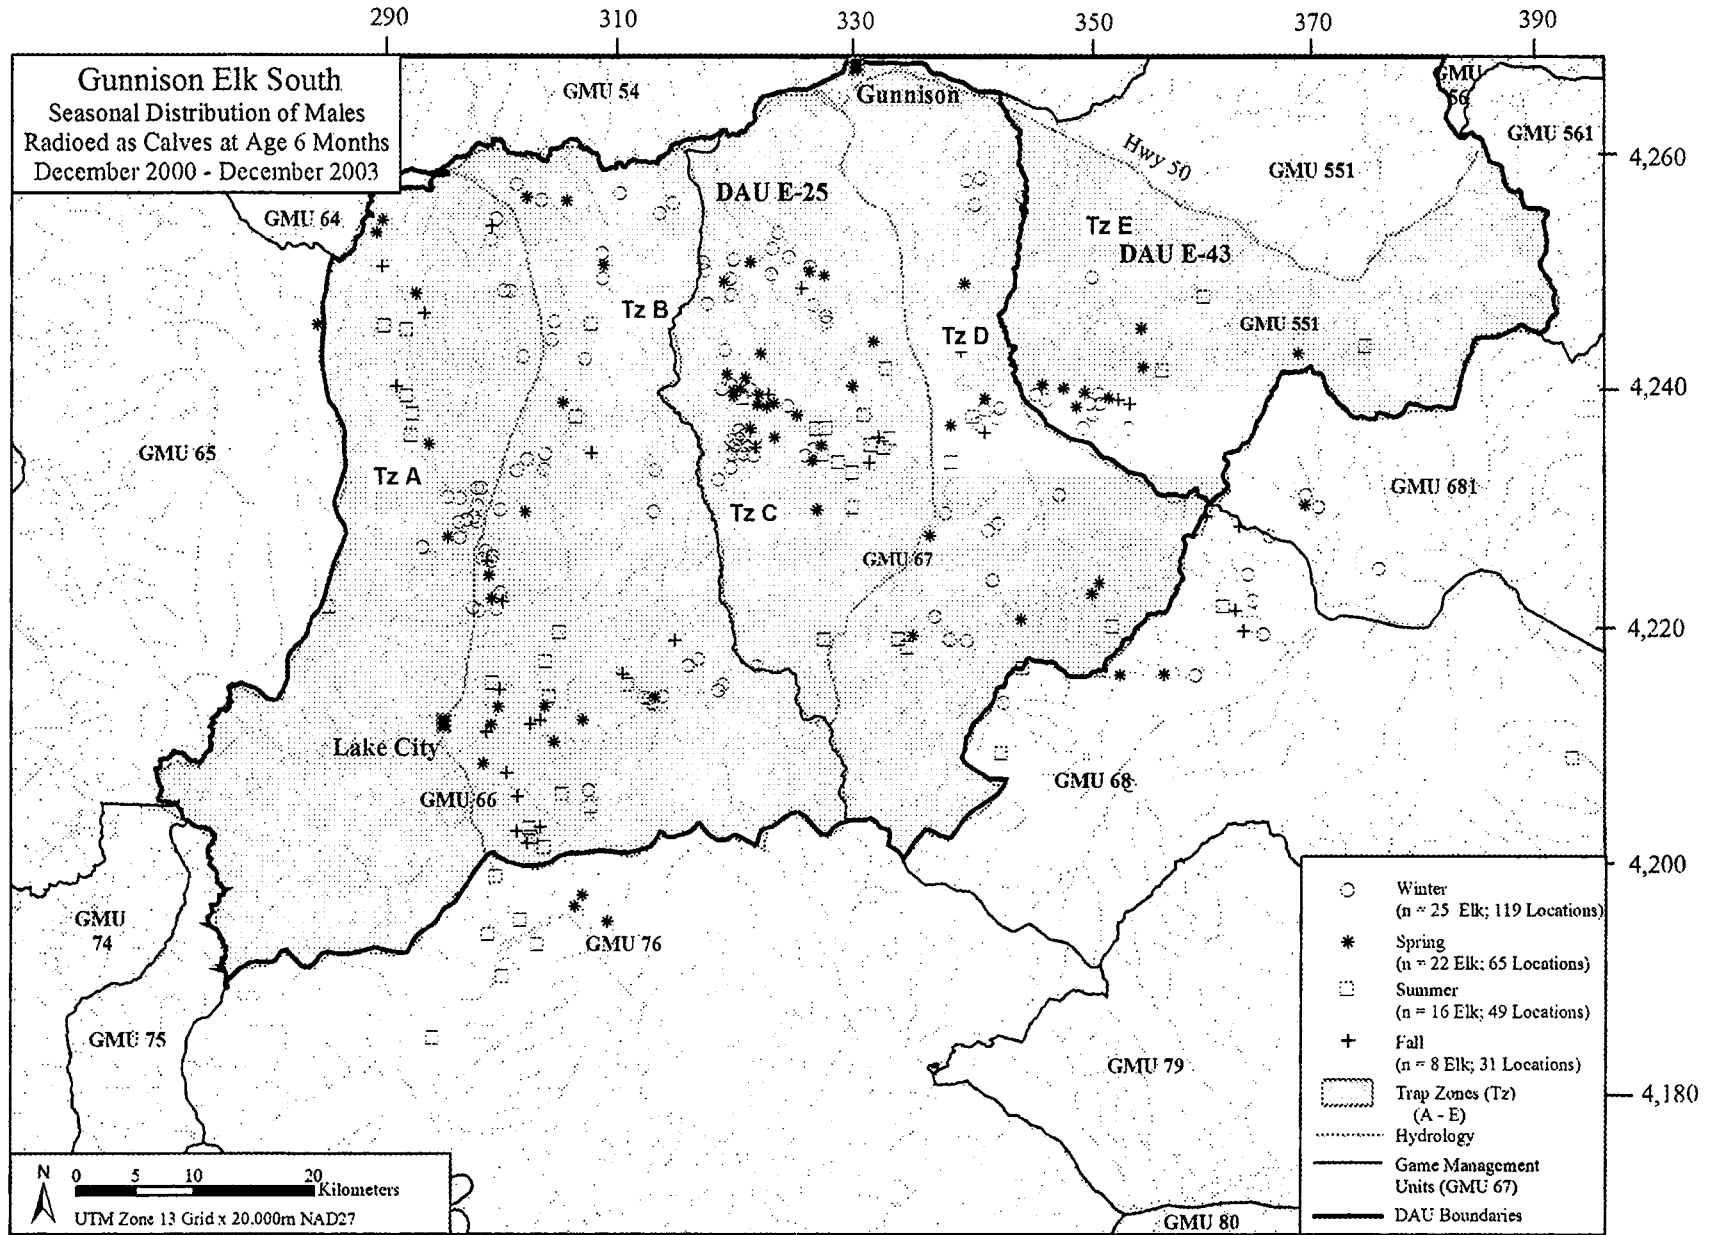 290 310 330 350 370 390
Gunnison Elk South
Seasonal Distribution of Males
Radioed as Calves at Age 6 Months
December 2000 - December 2003
GMU 54
Gunnison
GMU
56
GMU 561
4,260
Hwy 50
GMU 551
GMU 64
DAU E-25
Tz E
DAU E-43
Tz B
GMU 551
Tz D
4,240
GMU 65
Tz A
GMU 681
Tz C
GMU 67
4,220
Lake City
GMU 66
GMU 68
4,200
GMU
74
GMU 76
GMU 75
GMU 79
4,180
GMU 80
Winter
(n = 25 Elk; 119 Locations)
Spring
(n = 22 Elk; 65 Locations)
Summer
(n = 16 Elk; 49 Locations)
Fall
(n = 8 Elk; 31 Locations)
Trap Zones (Tz)
(A - E)
Hydrology
Game Management
Units (GMU 67)
DAU Boundaries
N
0 5 10 20
Kilometers
UTM Zone 13 Grid x 20.000m NAD27